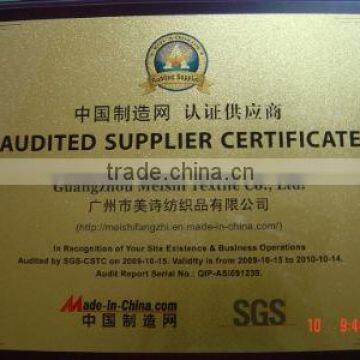 Audited Supplier
中国制造网 认证供应商
AUDITED SUPPLIER CERTIFICATE
trade.china.cn
Guangzhou Meishi Textile Co., Ltd.
广州市美诗纺织品有限公司
(http://meishifangzhi.cn.made-in-china.com)
In Recognition of Your Site Existence & Business Operations
Audited by SGS-CSTC on 2009-10-15. Validity is from 2009-10-15 to 2010-10-14.
Audit Report Serial No.: QIP-ASI091239.
Made-in-China.com
中国制造网
SGS
10 9:4